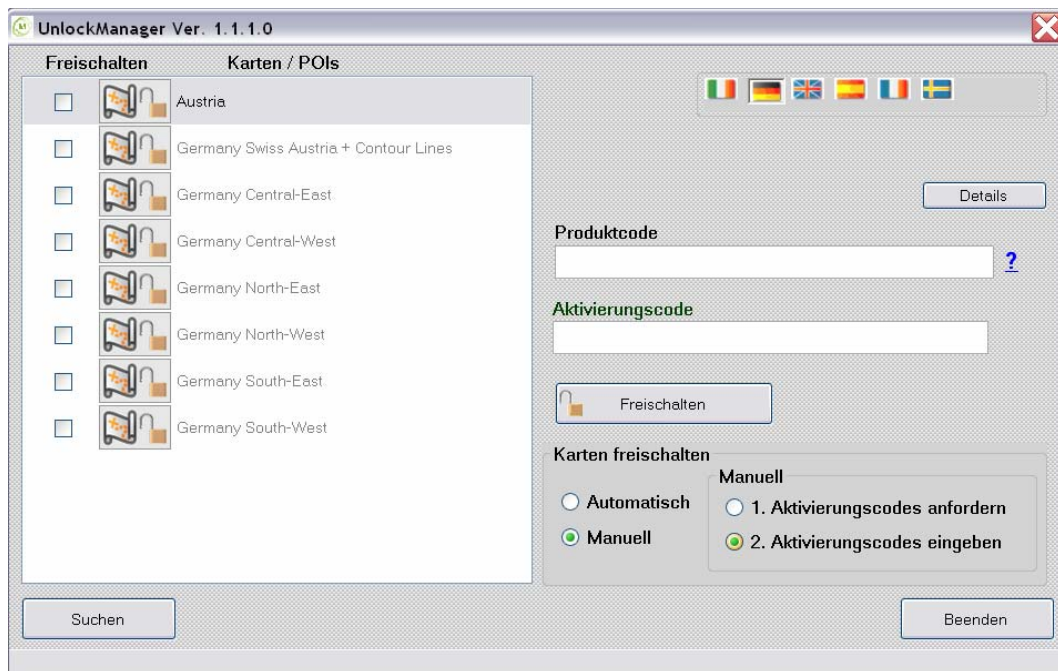 UnlockManager Ver. 1.1.1.0
Freischalten Karten / POIs
Austria
Germany Swiss Austria + Contour Lines
Germany Central-East
Germany Central-West
Germany North-East
Germany North-West
Germany South-East
Germany South-West
Details
Produktcode
?
Aktivierungscode
Freischalten
Karten freischalten
Automatisch
Manuell
Manuell
1. Aktivierungscodes anfordern
2. Aktivierungscodes eingeben
Suchen
Beenden